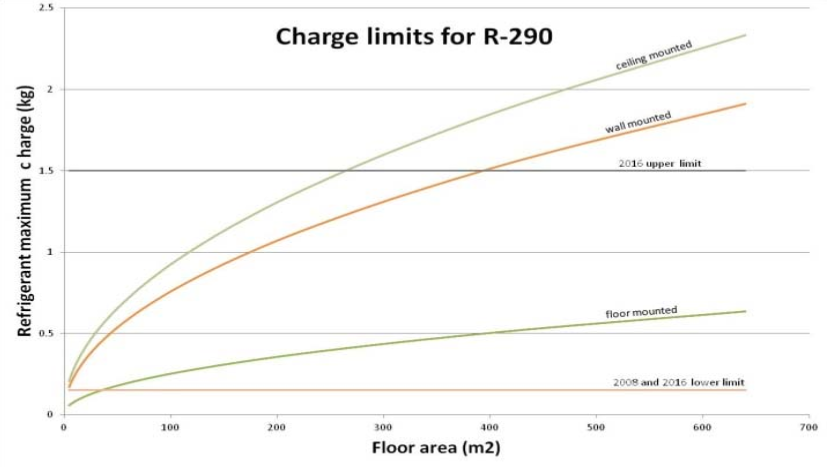 2.5
Charge limits for R-290
ceiling mounted
2
wall mounted
2016 upper limit
1.5
Refrigerant maximum c harge (kg)
1
floor mounted
0.5
2008 and 2016 lower limit
0
0 100 200 300 400 500 600 700
Floor area (m2)